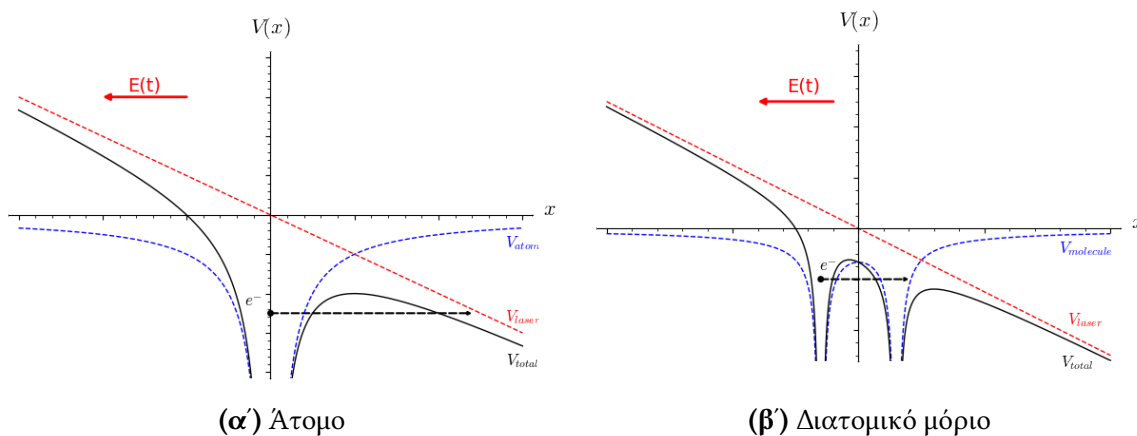 V(x)
E(t)
x
V_atom
e⁻
V_laser
V_total
(α′) Άτομο
V(x)
E(t)
x
V_molecule
e⁻
V_laser
V_total
(β′) Διατομικό μόριο